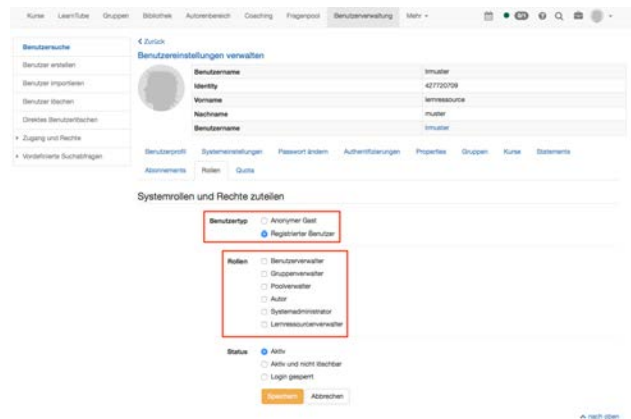 Kurse LearnTube Gruppen Bibliothek Autorenbereich Coaching Fragenpool Benutzerverwaltung Mehr
Benutzersuche
Benutzer erstellen
Benutzer importieren
Benutzer löschen
Direktes Benutzerlöschen
Zugang und Rechte
Vordefinierte Suchabfragen
Zurück
Benutzereinstellungen verwalten
Benutzername lrmuster
Identity 427720709
Vorname lernressource
Nachname muster
Benutzername lrmuster
Benutzerprofil Systemeinstellungen Passwort ändern Authentifizierungen Properties Gruppen Kurse Statements
Abonnements Rollen Quota
Systemrollen und Rechte zuteilen
Benutzertyp Anonymer Gast
Registrierter Benutzer
Rollen Benutzerverwalter
Gruppenverwalter
Poolverwalter
Autor
Systemadministrator
Lernressourcenverwalter
Status Aktiv
Aktiv und nicht löschbar
Login gesperrt
Speichern Abbrechen
nach oben